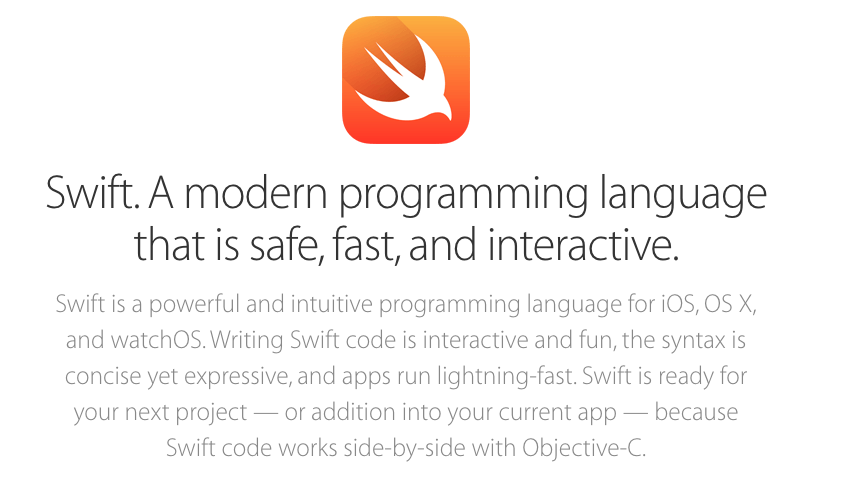 Swift. A modern programming language
that is safe, fast, and interactive.
Swift is a powerful and intuitive programming language for iOS, OS X,
and watchOS. Writing Swift code is interactive and fun, the syntax is
concise yet expressive, and apps run lightning-fast. Swift is ready for
your next project — or addition into your current app — because
Swift code works side-by-side with Objective-C.